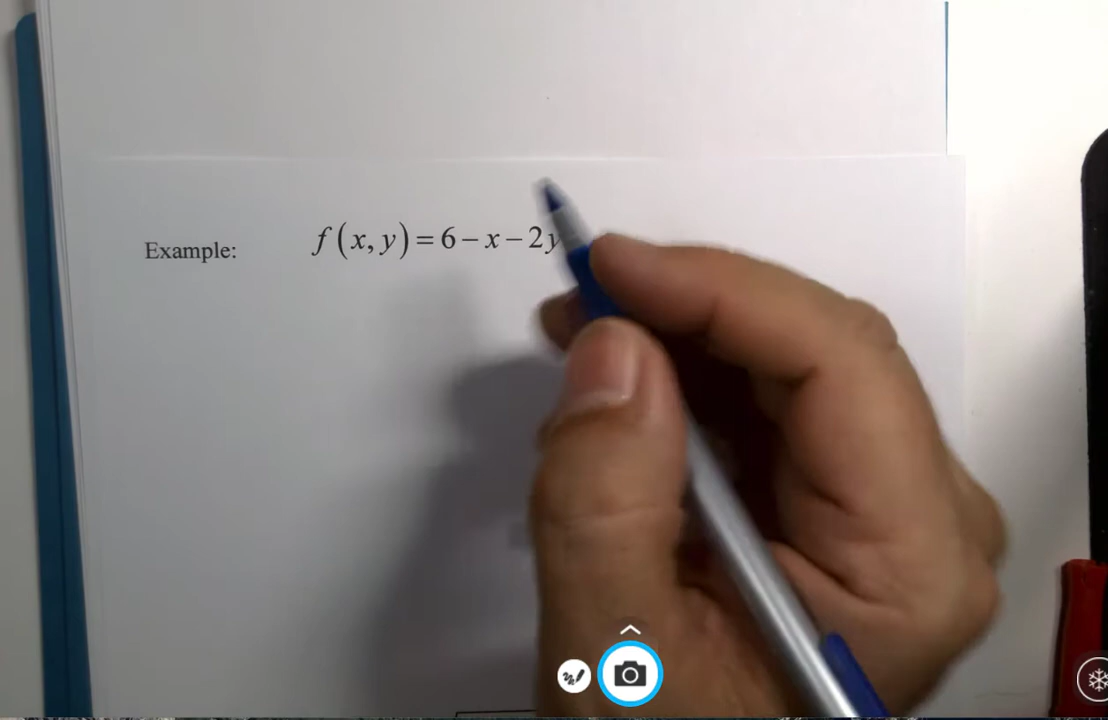 Example: f(x, y) = 6 − x − 2y